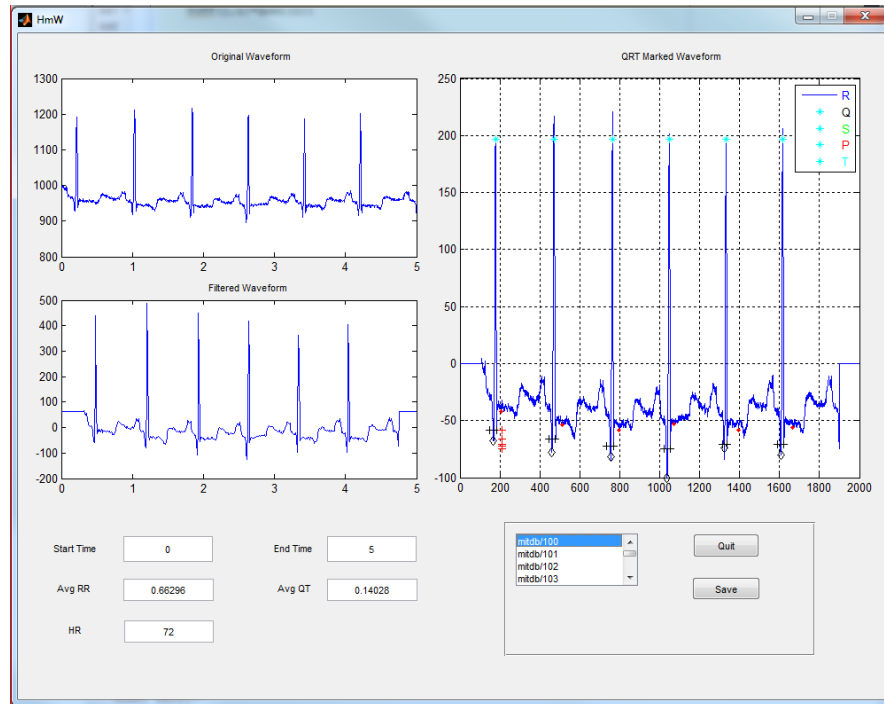 HmW
Original Waveform
1300
1200
1100
1000
900
800
0 1 2 3 4 5
Filtered Waveform
500
400
300
200
100
0
-100
-200
0 1 2 3 4 5
QRT Marked Waveform
250
200
150
100
50
0
-50
-100
0 200 400 600 800 1000 1200 1400 1600 1800 2000
R
Q
S
P
T
Start Time 0 End Time 5
Avg RR 0.66296 Avg QT 0.14028
HR 72
mitdb/100
mitdb/101
mitdb/102
mitdb/103
Quit
Save